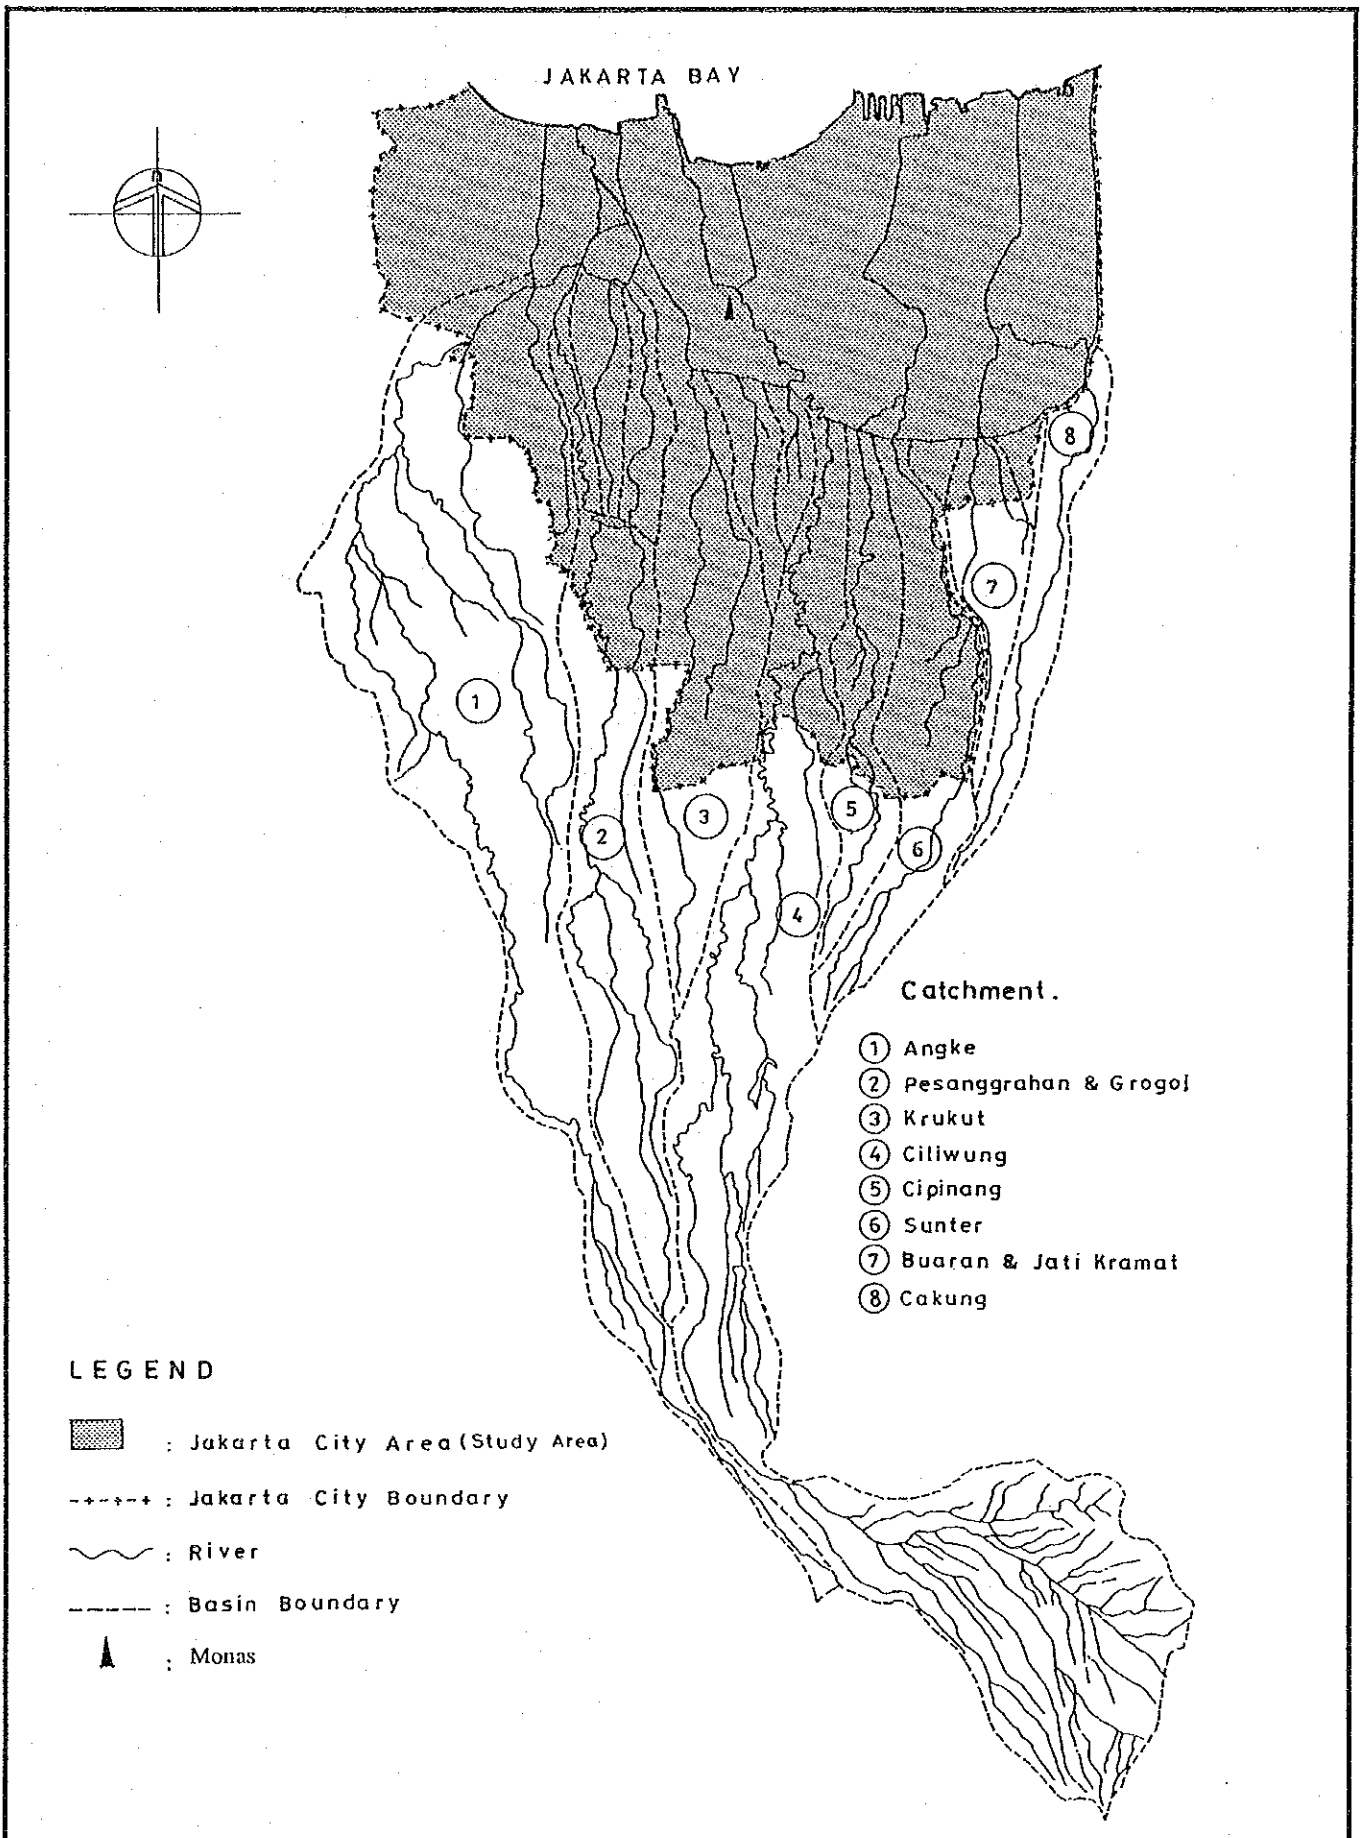 JAKARTA BAY
n
8
7
1
2
3
5
6
4
Catchment.
1 Angke
2 Pesanggrahan & Grogol
3 Krukut
4 Ciliwung
5 Cipinang
6 Sunter
7 Buaran & Jati Kramat
8 Cakung
LEGEND
: Jakarta City Area (Study Area)
: Jakarta City Boundary
: River
: Basin Boundary
: Monas